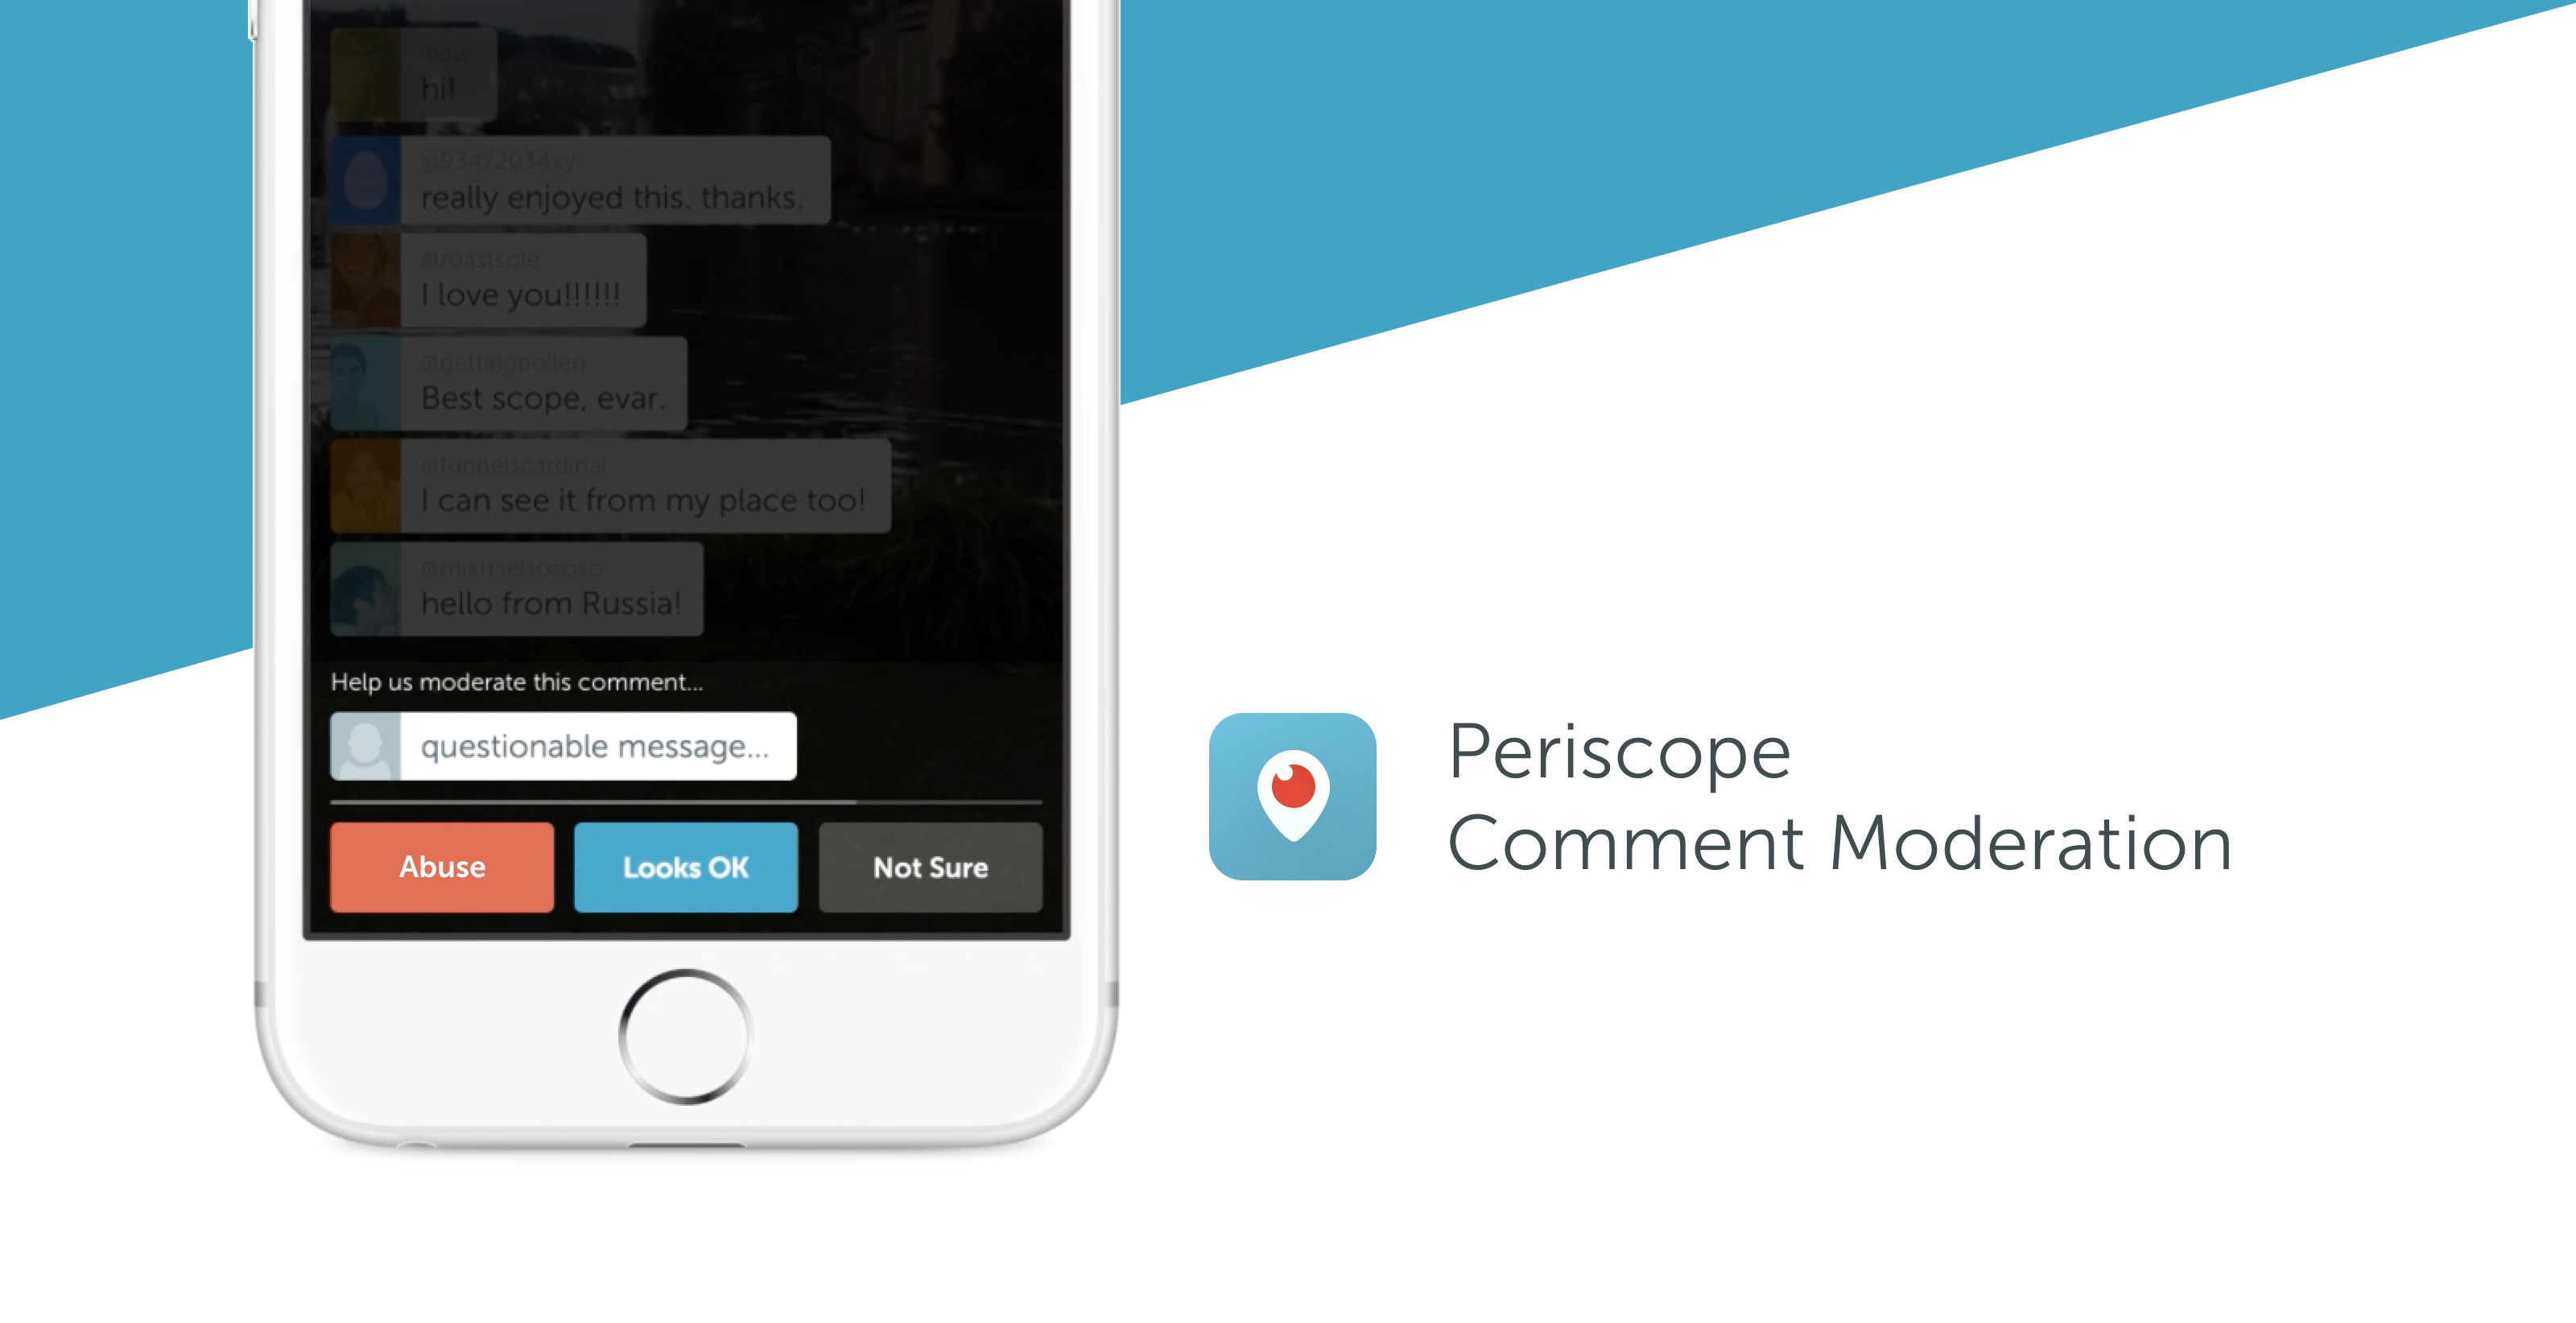 hi!
@93472034xy
really enjoyed this. thanks.
@roastsole
I love you!!!!!!
@gettingpollen
Best scope, evar.
@funnelscardinal
I can see it from my place too!
@mikhaelsososo
hello from Russia!
Help us moderate this comment...
questionable message...
Abuse
Looks OK
Not Sure
Periscope
Comment Moderation